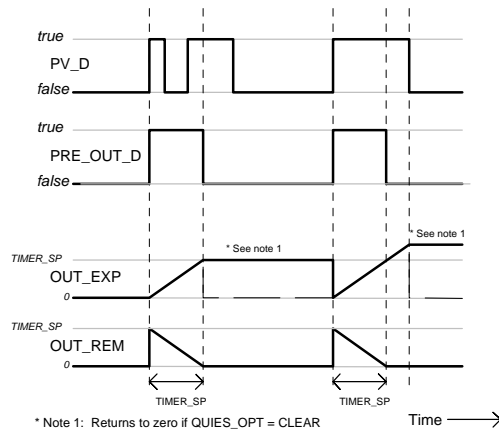 true
PV_D
false
true
PRE_OUT_D
false
* See note 1
* See note 1
TIMER_SP
OUT_EXP
0
TIMER_SP
OUT_REM
0
TIMER_SP
TIMER_SP
* Note 1: Returns to zero if QUIES_OPT = CLEAR
Time